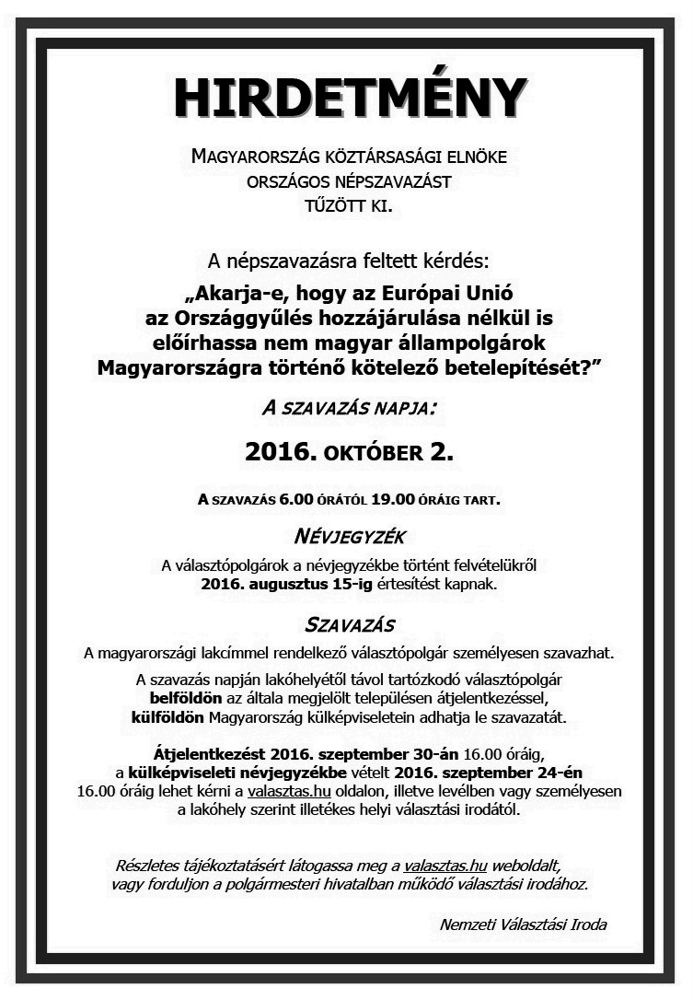 HIRDETMÉNY
MAGYARORSZÁG KÖZTÁRSASÁGI ELNÖKE
ORSZÁGOS NÉPSZAVAZÁST
TŰZÖTT KI.
A népszavazásra feltett kérdés:
„Akarja-e, hogy az Európai Unió
az Országgyűlés hozzájárulása nélkül is
előírhassa nem magyar állampolgárok
Magyarországra történő kötelező betelepítését?”
A SZAVAZÁS NAPJA:
2016. OKTÓBER 2.
A SZAVAZÁS 6.00 ÓRÁTÓL 19.00 ÓRÁIG TART.
NÉVJEGYZÉK
A választópolgárok a névjegyzékbe történt felvételükről
2016. augusztus 15-ig értesítést kapnak.
SZAVAZÁS
A magyarországi lakcímmel rendelkező választópolgár személyesen szavazhat.
A szavazás napján lakóhelyétől távol tartózkodó választópolgár
belföldön az általa megjelölt településen átjelentkezéssel,
külföldön Magyarország külképviseletein adhatja le szavazatát.
Átjelentkezést 2016. szeptember 30-án 16.00 óráig,
a külképviseleti névjegyzékbe vételt 2016. szeptember 24-én
16.00 óráig lehet kérni a valasztas.hu oldalon, illetve levélben vagy személyesen
a lakóhely szerint illetékes helyi választási irodától.
Részletes tájékoztatásért látogassa meg a valasztas.hu weboldalt,
vagy forduljon a polgármesteri hivatalban működő választási irodához.
Nemzeti Választási Iroda